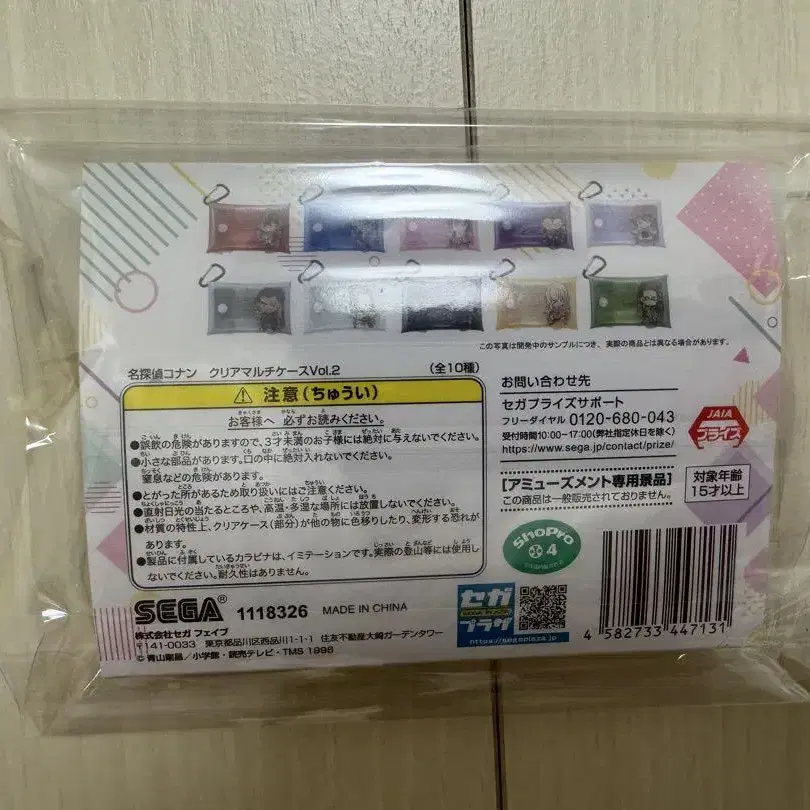 この写真は開発中のサンプルにつき、実際の商品とは異なる場合があります。
名探偵コナン クリアマルチケースVol.2 (全10種)
注意(ちゅうい)
お客様へ 必ずお読みください。
●誤飲の危険がありますので、3才未満のお子様には絶対に与えないでください。
●小さな部品があります。口の中に絶対入れないでください。
窒息などの危険があります。
●とがった所があるため取り扱いにはご注意ください。
●直射日光の当たるところや、高温・多湿な場所には放置しないでください。
●材質の特性上、クリアケース(部分)が他の物に色移りしたり、変形する恐れが
あります。
●製品に付属しているカラビナは、イミテーションです。実際の登山等には使用し
ないでください。耐久性はありません。
お問い合わせ先
セガプライズサポート
フリーダイヤル 0120-680-043
受付時間10:00~17:00(弊社指定休日を除く)
https://www.sega.jp/contact/prize/
JAIA
プライズ
[アミューズメント専用景品]
この商品は一般販売されておりません。
対象年齢
15才以上
ShoPro
4
SEGA® 1118326 MADE IN CHINA
株式会社セガ フェイブ
〒141-0033 東京都品川区西品川1-1-1 住友不動産大崎ガーデンタワー
© 青山剛昌/小学館・読売テレビ・TMS 1996
セガ
プラザ
https://segaplaza.jp
4 582733 447131